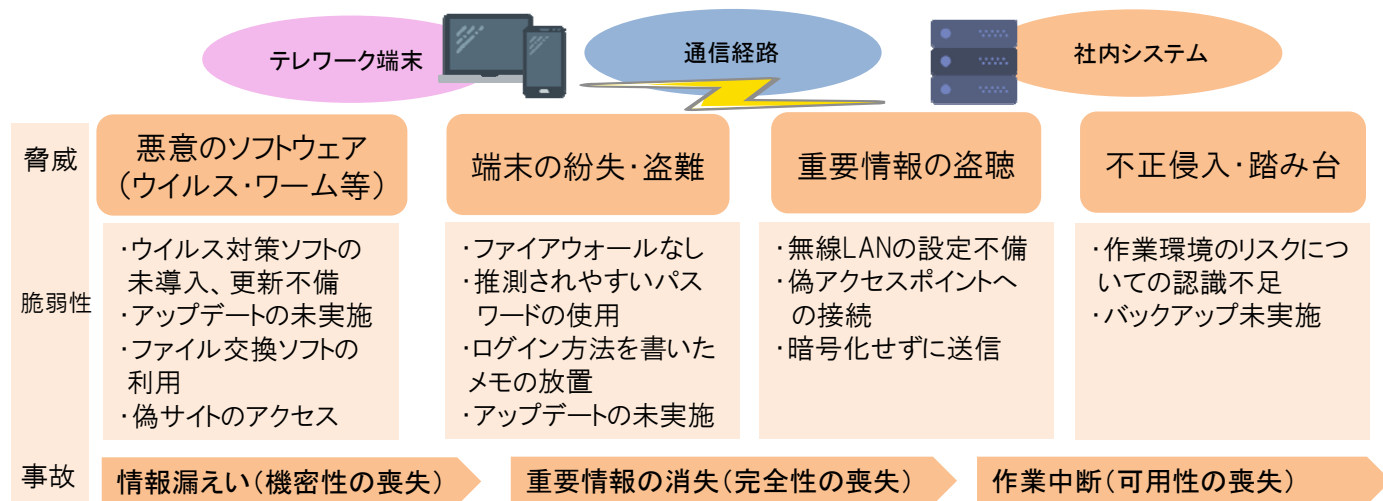 テレワーク端末
通信経路
社内システム
脅威
悪意のソフトウェア
(ウイルス・ワーム等)
端末の紛失・盗難
重要情報の盗聴
不正侵入・踏み台
脆弱性
・ウイルス対策ソフトの
未導入、更新不備
・アップデートの未実施
・ファイル交換ソフトの
利用
・偽サイトのアクセス
・ファイアウォールなし
・推測されやすいパス
ワードの使用
・ログイン方法を書いた
メモの放置
・アップデートの未実施
・無線LANの設定不備
・偽アクセスポイントへ
の接続
・暗号化せずに送信
・作業環境のリスクにつ
いての認識不足
・バックアップ未実施
事故
情報漏えい(機密性の喪失)
重要情報の消失(完全性の喪失)
作業中断(可用性の喪失)